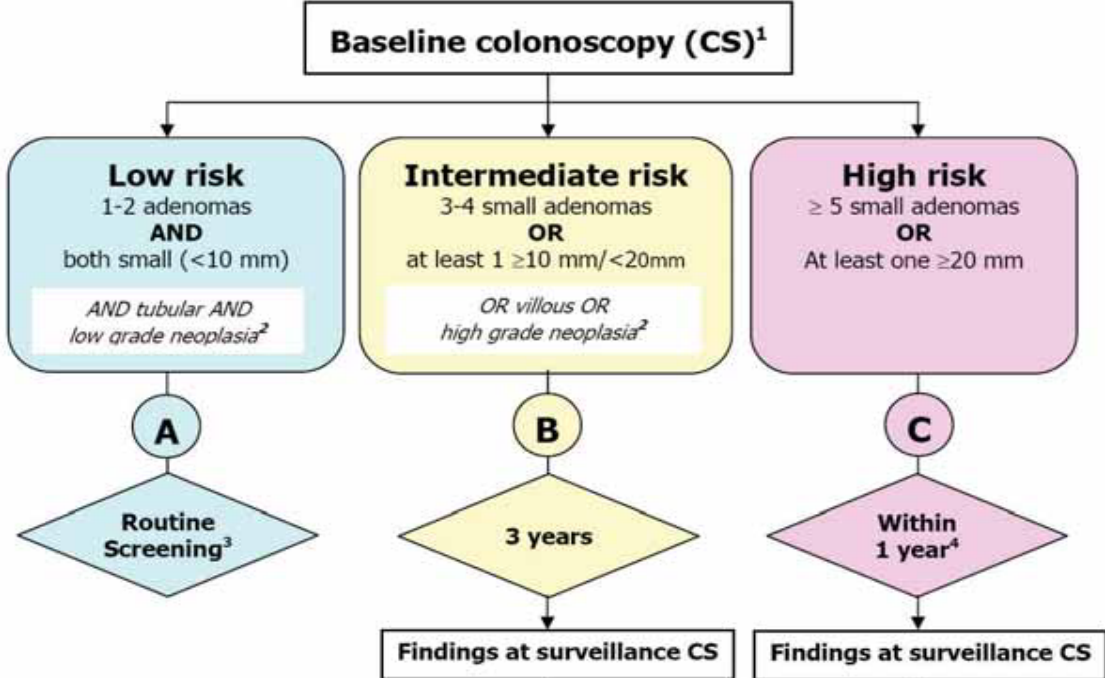 Baseline colonoscopy (CS)¹
Low risk
1-2 adenomas
AND
both small (<10 mm)
AND tubular AND
low grade neoplasia²
A
Routine
Screening³
Intermediate risk
3-4 small adenomas
OR
at least 1 ≥10 mm/<20mm
OR villous OR
high grade neoplasia²
B
3 years
Findings at surveillance CS
High risk
≥ 5 small adenomas
OR
At least one ≥20 mm
C
Within
1 year⁴
Findings at surveillance CS